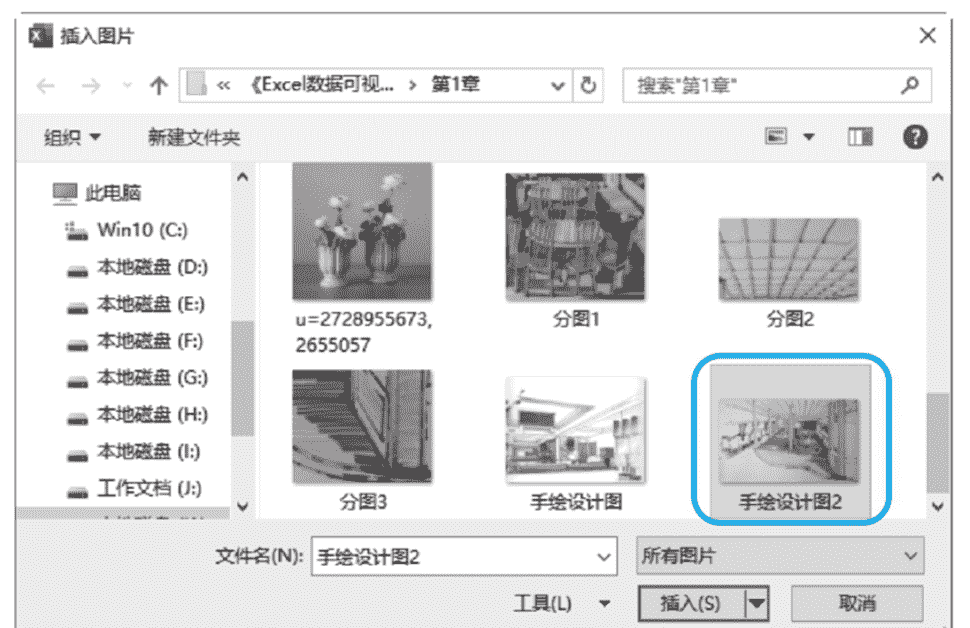 插入图片
《Excel数据可视... › 第1章
搜索"第1章"
组织
新建文件夹
此电脑
Win10 (C:)
本地磁盘 (D:)
本地磁盘 (E:)
本地磁盘 (F:)
本地磁盘 (G:)
本地磁盘 (H:)
本地磁盘 (I:)
工作文档 (J:)
u=2728955673,
2655057
分图1
分图2
分图3
手绘设计图
手绘设计图2
文件名(N):
手绘设计图2
所有图片
工具(L)
插入(S)
取消